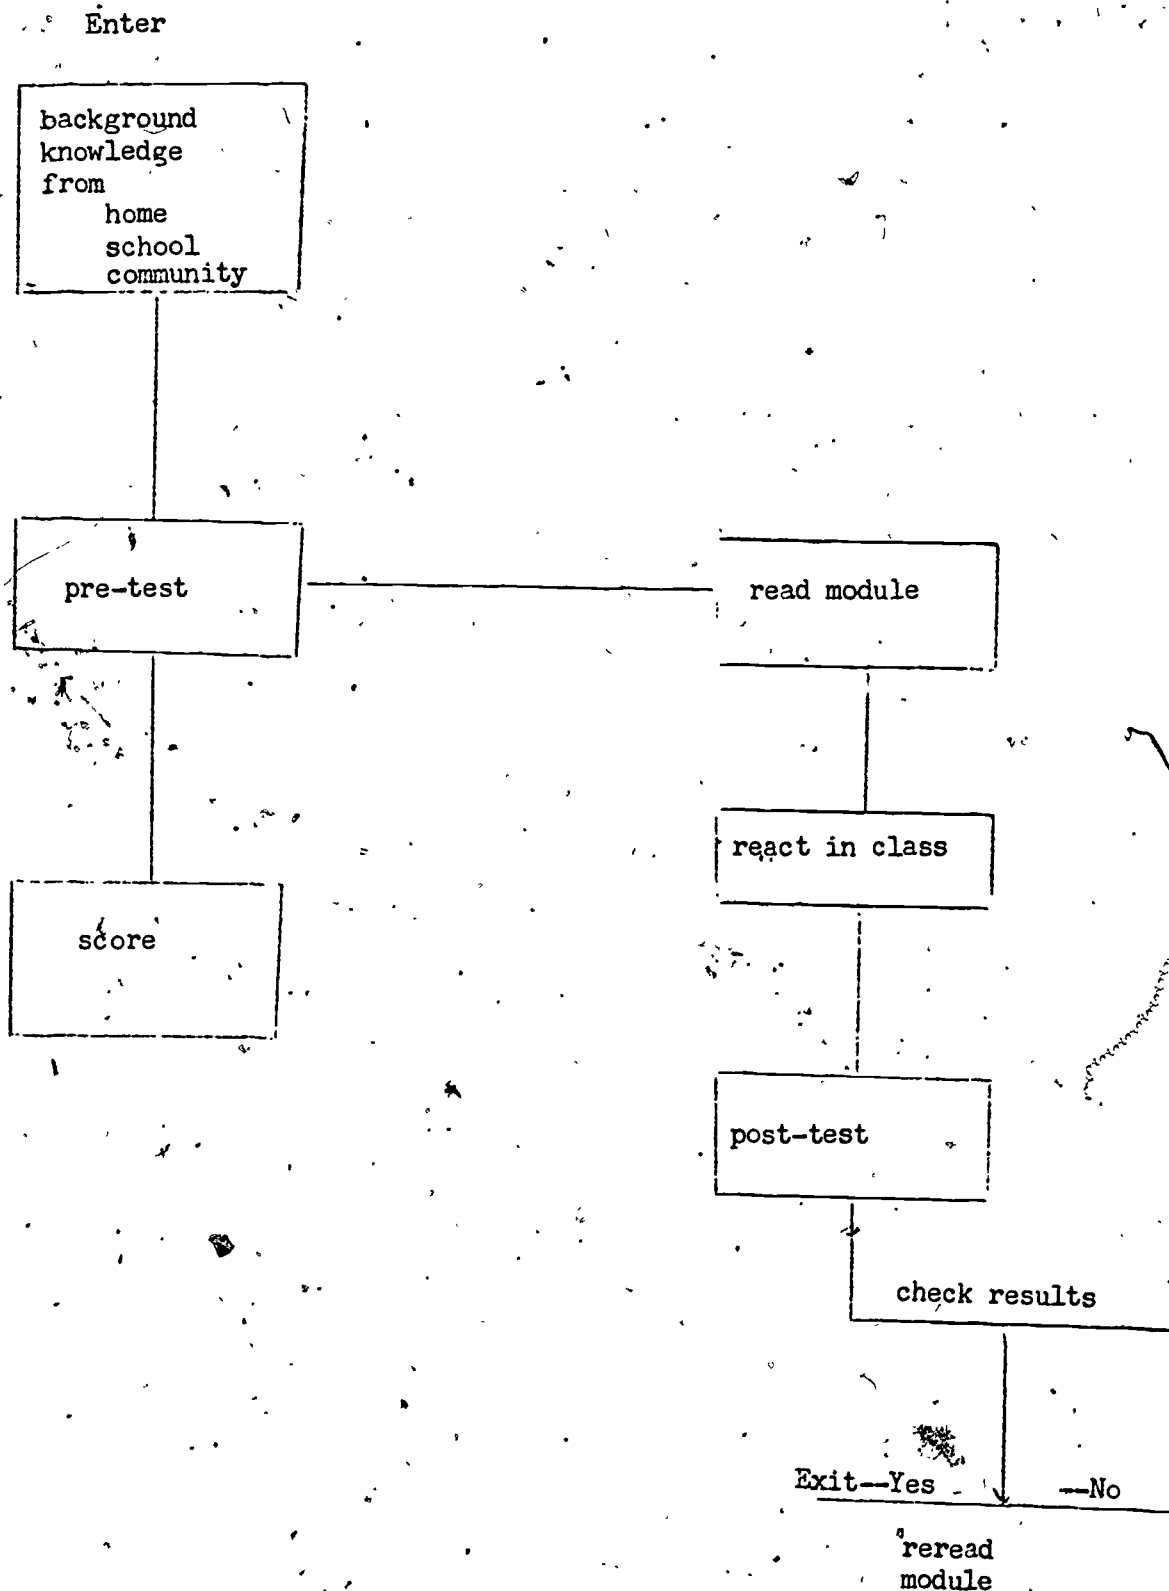 Enter
background
knowledge
from
home
school
community
pre-test
read module
react in class
score
post-test
check results
Exit—Yes —No
reread
module